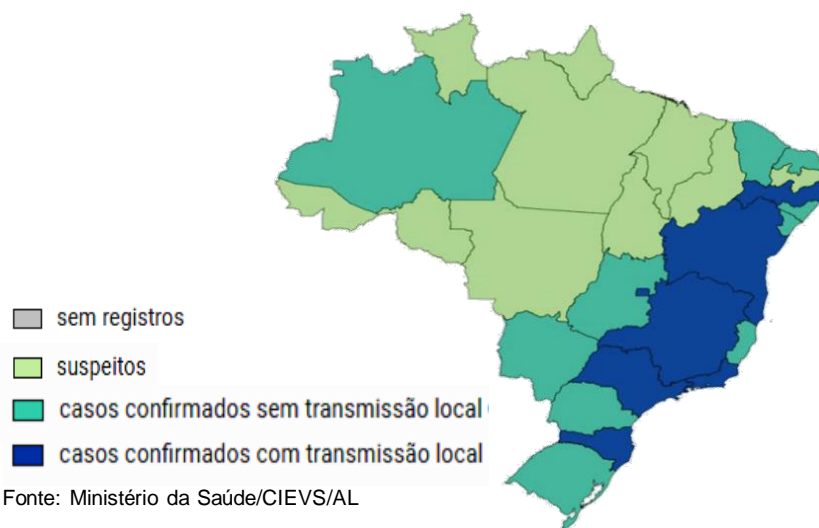 sem registros
suspeitos
casos confirmados sem transmissão local
casos confirmados com transmissão local
Fonte: Ministério da Saúde/CIEVS/AL